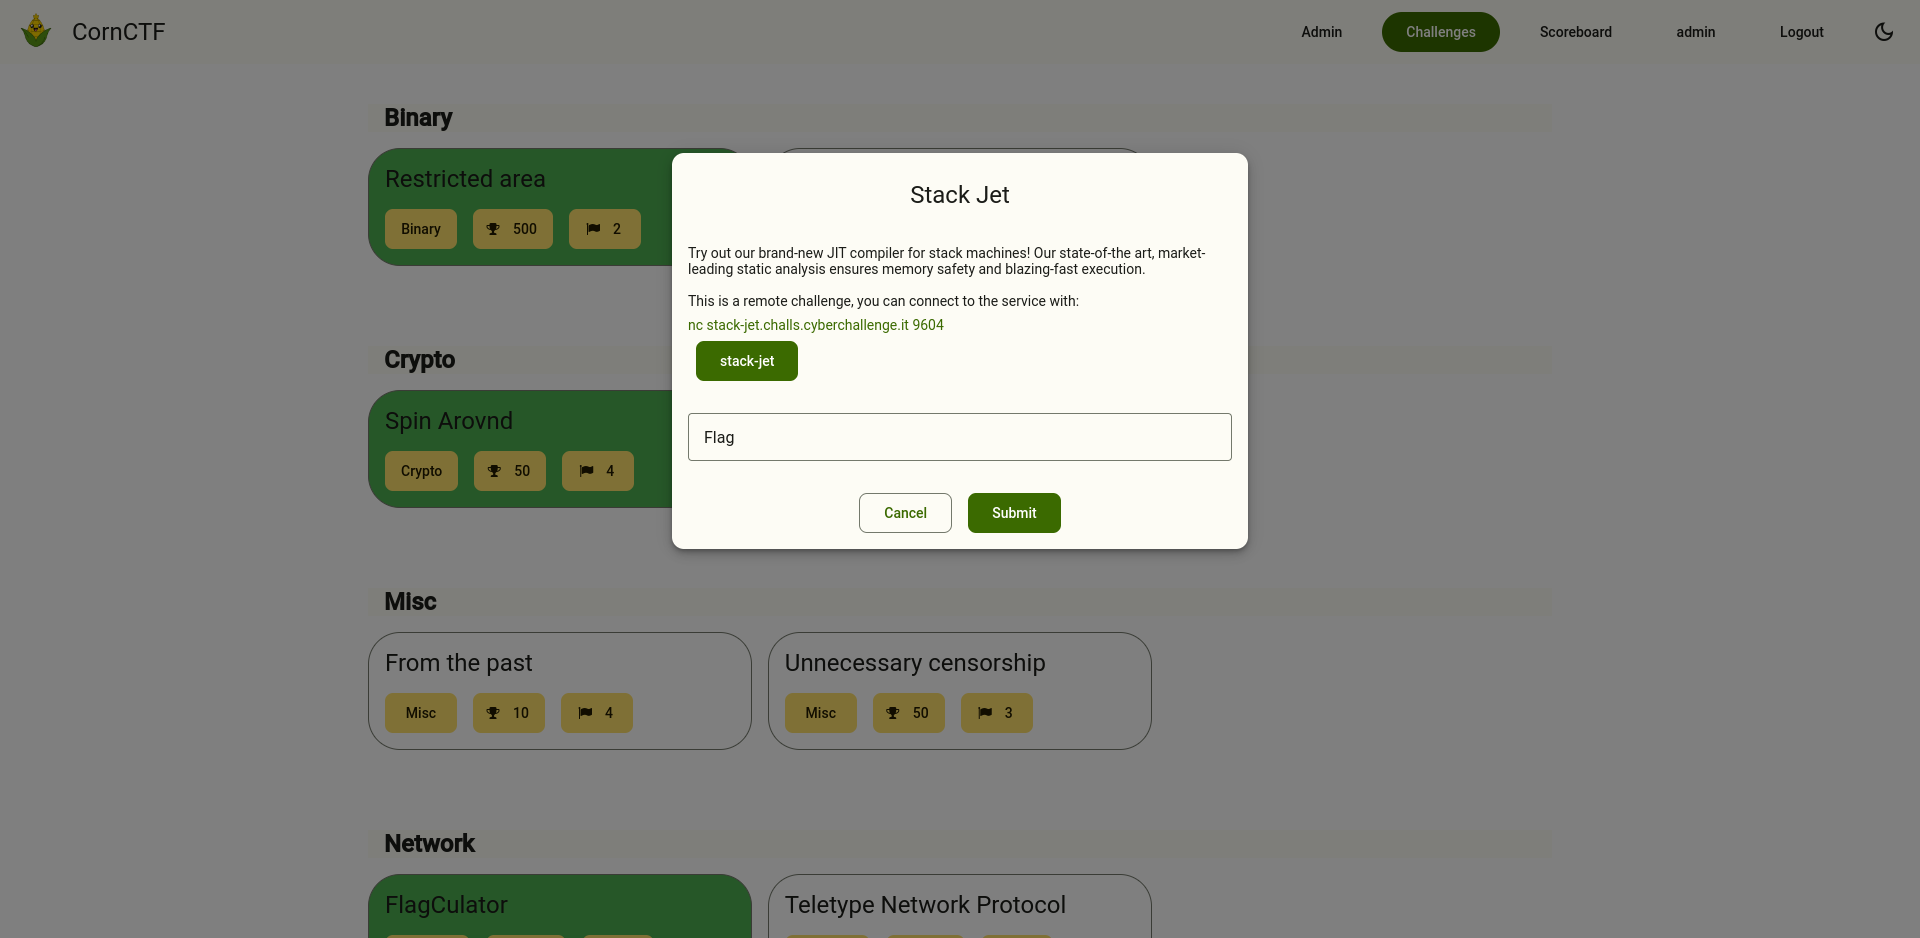 CornCTF
Admin
Challenges
Scoreboard
admin
Logout
Binary
Restricted area
Binary
500
2
Stack Jet
Try out our brand-new JIT compiler for stack machines! Our state-of-the art, market-
leading static analysis ensures memory safety and blazing-fast execution.
This is a remote challenge, you can connect to the service with:
nc stack-jet.challs.cyberchallenge.it 9604
stack-jet
Flag
Cancel
Submit
Crypto
Spin Arovnd
Crypto
50
4
Misc
From the past
Misc
10
4
Unnecessary censorship
Misc
50
3
Network
FlagCulator
Teletype Network Protocol